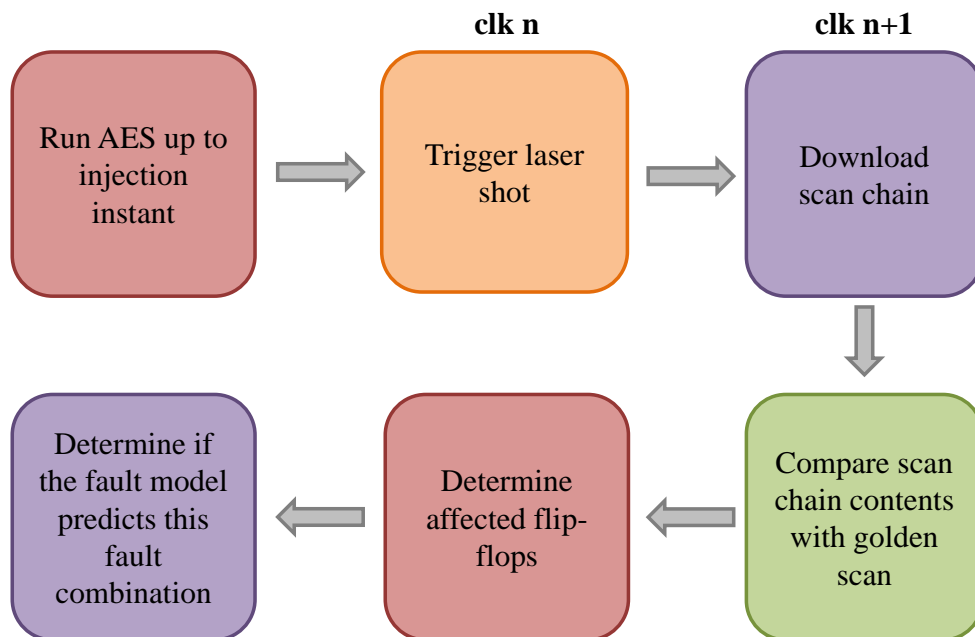 clk n
clk n+1
Run AES up to
injection
instant
Trigger laser
shot
Download
scan chain
Compare scan
chain contents
with golden
scan
Determine
affected flip-
flops
Determine if
the fault model
predicts this
fault
combination